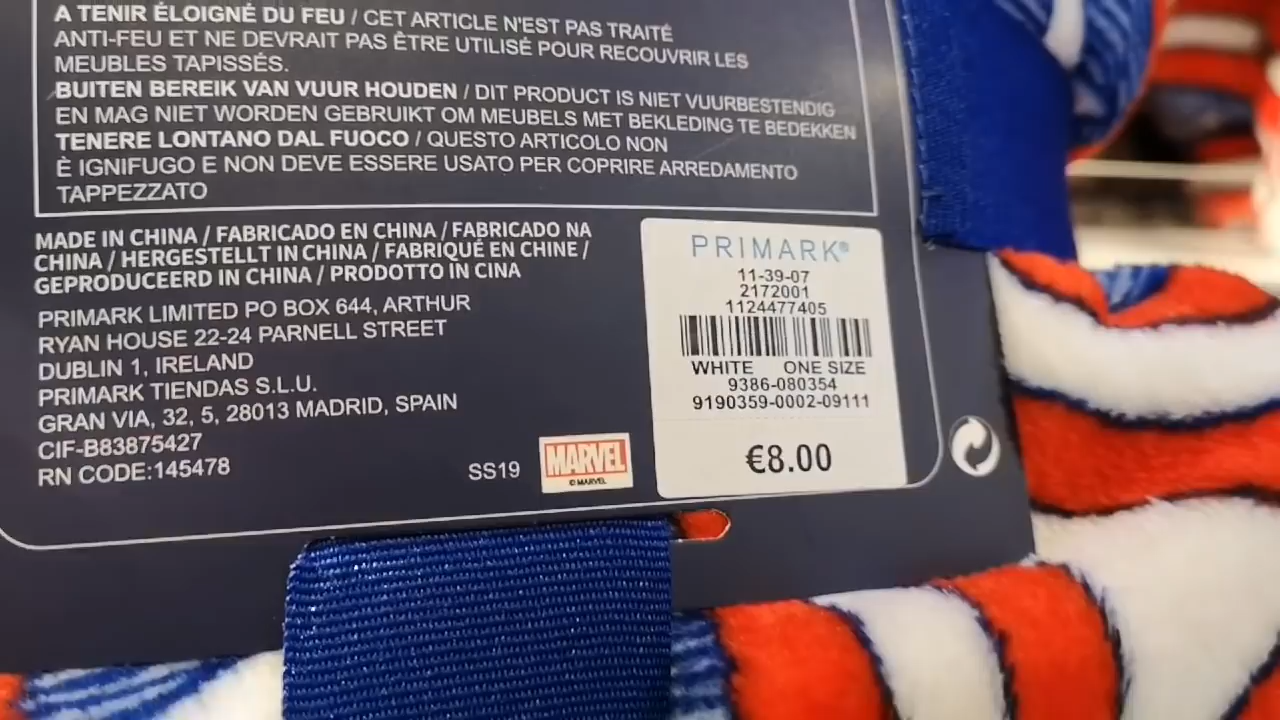 A TENIR ÉLOIGNÉ DU FEU / CET ARTICLE N'EST PAS TRAITÉ
ANTI-FEU ET NE DEVRAIT PAS ÊTRE UTILISÉ POUR RECOUVRIR LES
MEUBLES TAPISSÉS.
BUITEN BEREIK VAN VUUR HOUDEN / DIT PRODUCT IS NIET VUURBESTENDIG
EN MAG NIET WORDEN GEBRUIKT OM MEUBELS MET BEKLEDING TE BEDEKKEN
TENERE LONTANO DAL FUOCO / QUESTO ARTICOLO NON
È IGNIFUGO E NON DEVE ESSERE USATO PER COPRIRE ARREDAMENTO
TAPPEZZATO
MADE IN CHINA / FABRICADO EN CHINA / FABRICADO NA
CHINA / HERGESTELLT IN CHINA / FABRIQUÉ EN CHINE /
GEPRODUCEERD IN CHINA / PRODOTTO IN CINA
PRIMARK LIMITED PO BOX 644, ARTHUR
RYAN HOUSE 22-24 PARNELL STREET
DUBLIN 1, IRELAND
PRIMARK TIENDAS S.L.U.
GRAN VIA, 32, 5, 28013 MADRID, SPAIN
CIF-B83875427
RN CODE:145478
SS19
MARVEL
© MARVEL
PRIMARK®
11-39-07
2172001
1124477405
WHITE ONE SIZE
9386-080354
9190359-0002-09111
€8.00